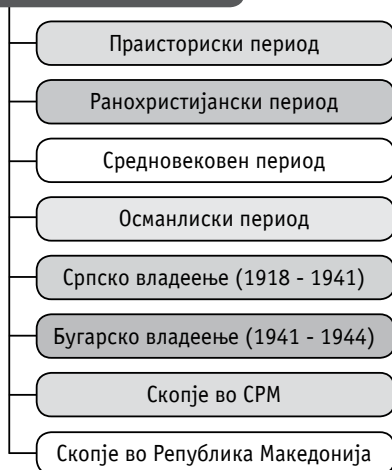 Праисториски период
Ранохристијански период
Средновековен период
Османлиски период
Српско владеење (1918 - 1941)
Бугарско владеење (1941 - 1944)
Скопје во СРМ
Скопје во Република Македонија